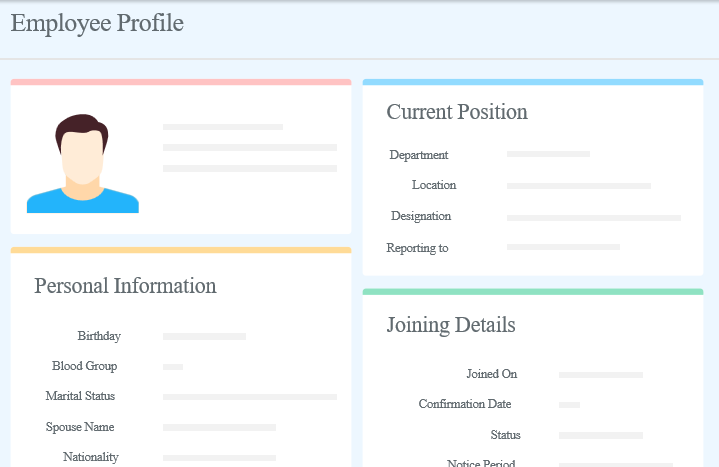 Employee Profile
Current Position
Department
Location
Designation
Reporting to
Personal Information
Birthday
Blood Group
Marital Status
Spouse Name
Nationality
Joining Details
Joined On
Confirmation Date
Status
Notice Period